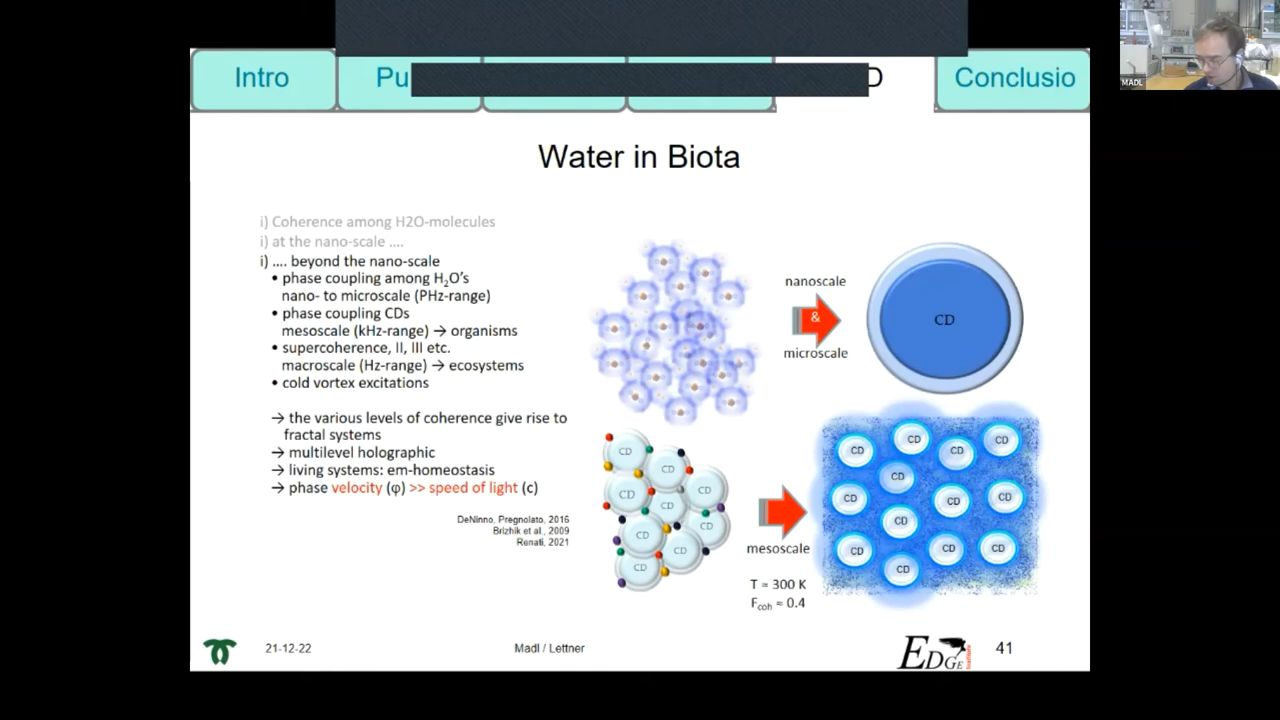 MADL
Intro
Pu
D
Conclusio
Water in Biota
i) Coherence among H2O-molecules
i) at the nano-scale ....
i) .... beyond the nano-scale
• phase coupling among H₂O's
nano- to microscale (PHz-range)
• phase coupling CDs
mesoscale (kHz-range) → organisms
• supercoherence, II, III etc.
macroscale (Hz-range) → ecosystems
• cold vortex excitations
→ the various levels of coherence give rise to
fractal systems
→ multilevel holographic
→ living systems: em-homeostasis
→ phase velocity (φ) >> speed of light (c)
DeNinno, Pregnolato, 2016
Brizhik et al., 2009
Renati, 2021
nanoscale
&
microscale
CD
CD
CD
CD
CD
CD
CD
CD
CD
CD
mesoscale
T = 300 K
F_coh = 0.4
CD
CD
CD
CD
CD
CD
CD
CD
CD
CD
CD
CD
CD
21-12-22
Madl / Lettner
EDGE
Institute
41